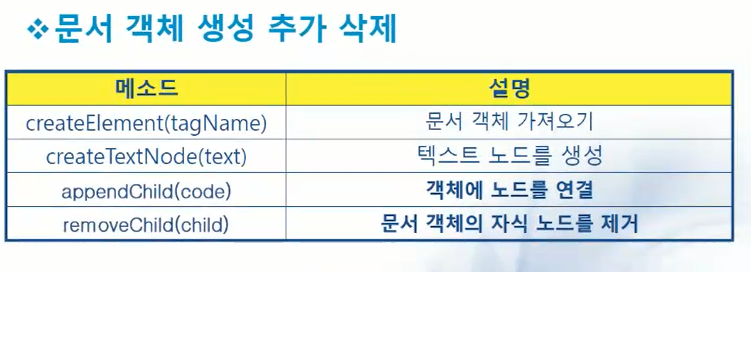 ❖문서 객체 생성 추가 삭제
메소드 설명
createElement(tagName) 문서 객체 가져오기
createTextNode(text) 텍스트 노드를 생성
appendChild(code) 객체에 노드를 연결
removeChild(child) 문서 객체의 자식 노드를 제거